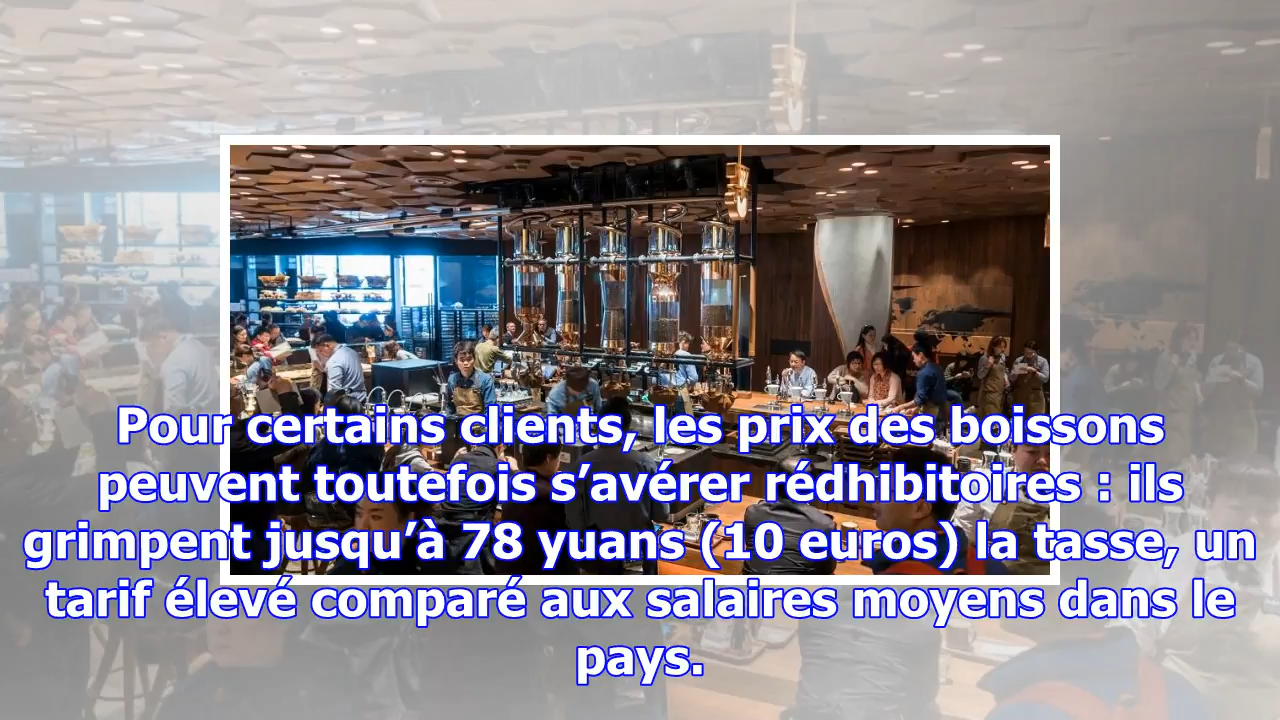 Pour certains clients, les prix des boissons
peuvent toutefois s’avérer rédhibitoires : ils
grimpent jusqu’à 78 yuans (10 euros) la tasse, un
tarif élevé comparé aux salaires moyens dans le
pays.